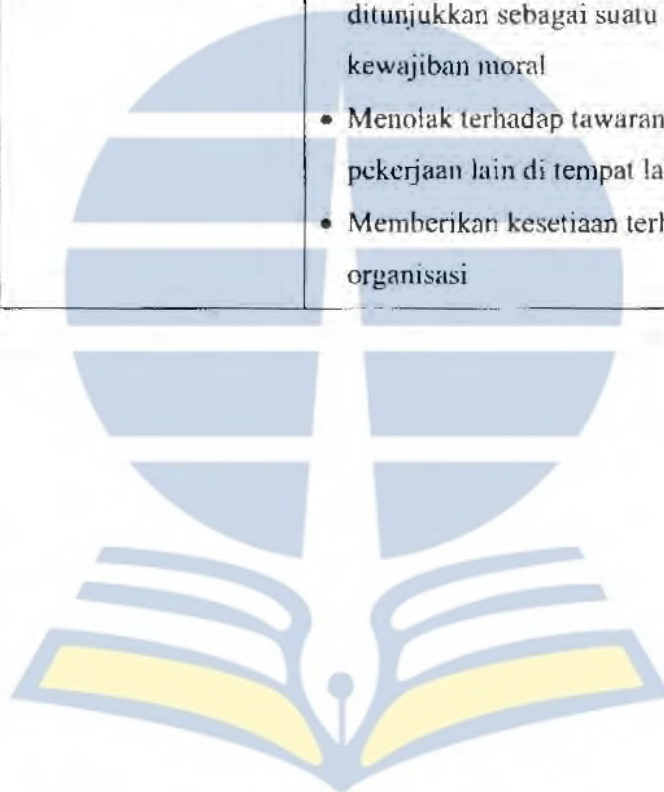 ditunjukkan sebagai suatu
kewajiban moral
• Menolak terhadap tawaran
pekerjaan lain di tempat
• Memberikan kesetiaan
organisasi